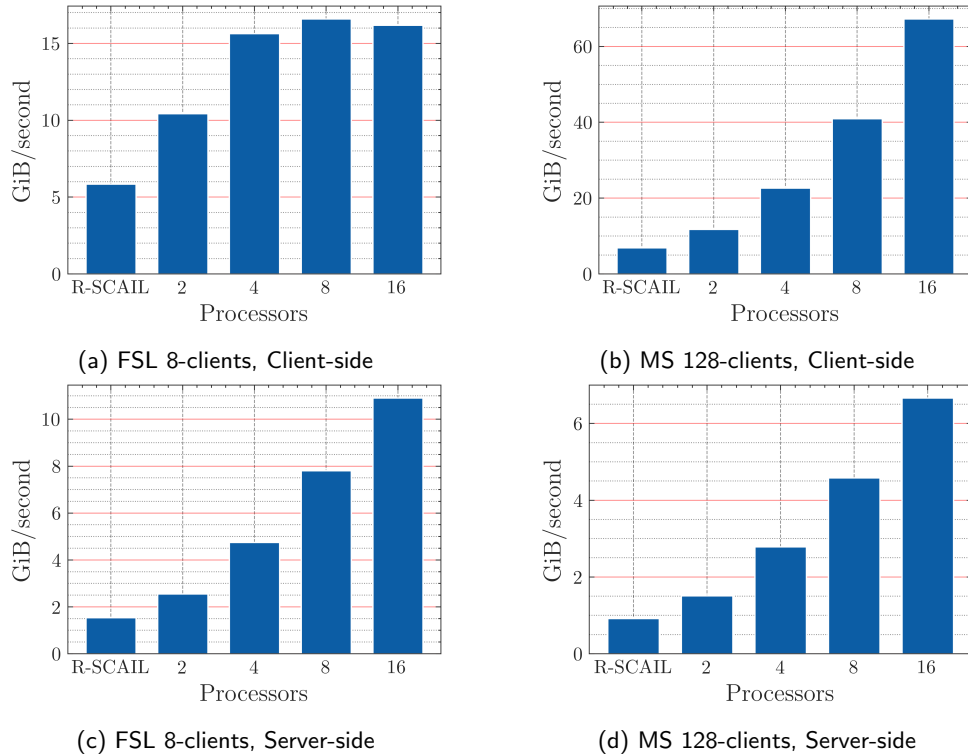 GiB/second
15
10
5
0
R-SCAIL 2 4 8 16
Processors
(a) FSL 8-clients, Client-side
GiB/second
60
40
20
0
R-SCAIL 2 4 8 16
Processors
(b) MS 128-clients, Client-side
GiB/second
10
8
6
4
2
0
R-SCAIL 2 4 8 16
Processors
(c) FSL 8-clients, Server-side
GiB/second
6
4
2
0
R-SCAIL 2 4 8 16
Processors
(d) MS 128-clients, Server-side